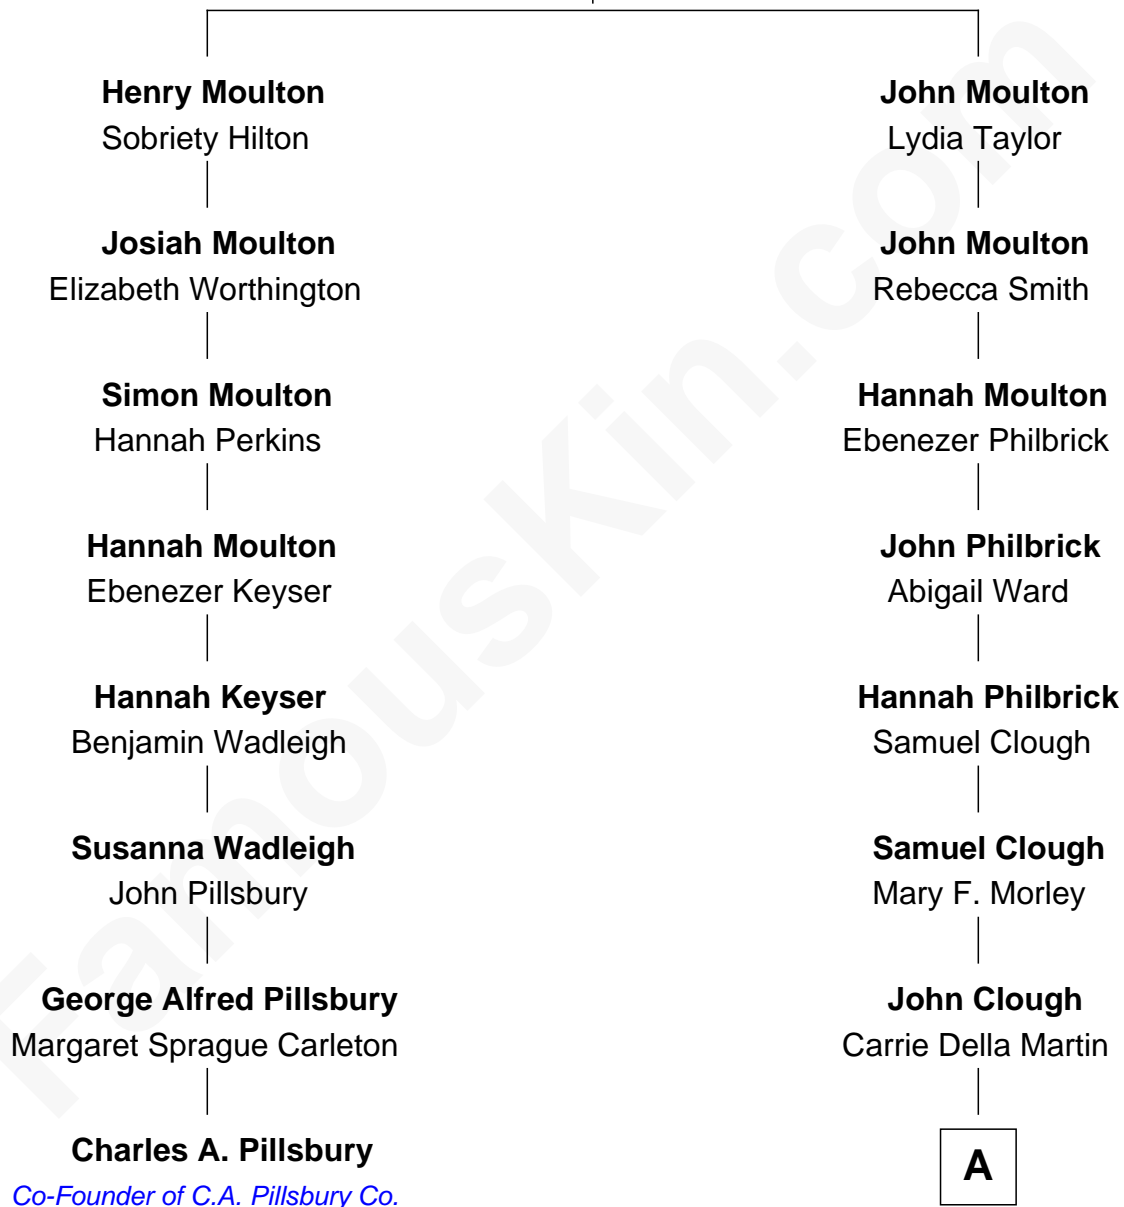 Henry Moulton
Sobriety Hilton
Josiah Moulton
Elizabeth Worthington
Simon Moulton
Hannah Perkins
Hannah Moulton
Ebenezer Keyser
Hannah Keyser
Benjamin Wadleigh
Susanna Wadleigh
John Pillsbury
George Alfred Pillsbury
Margaret Sprague Carleton
Charles A. Pillsbury
Co-Founder of C.A. Pillsbury Co.
John Moulton
Lydia Taylor
John Moulton
Rebecca Smith
Hannah Moulton
Ebenezer Philbrick
John Philbrick
Abigail Ward
Hannah Philbrick
Samuel Clough
Samuel Clough
Mary F. Morley
John Clough
Carrie Della Martin
A
FamousKin.com